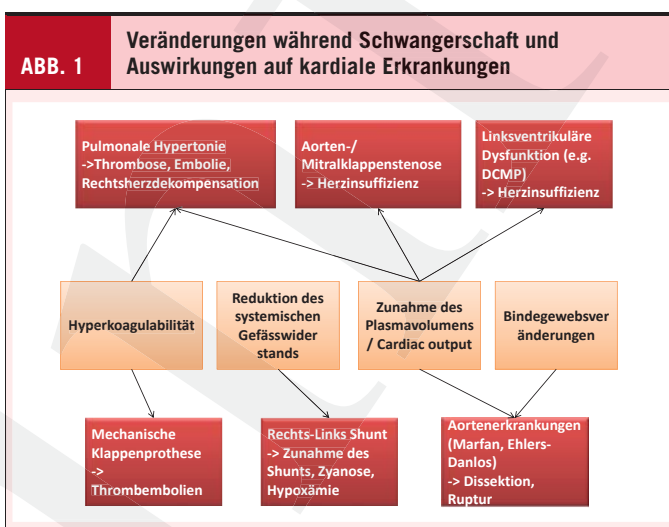 ABB. 1
Veränderungen während Schwangerschaft und
Auswirkungen auf kardiale Erkrankungen
Pulmonale Hypertonie
->Thrombose, Embolie,
Rechtsherzdekompensation
Aorten-/
Mitralklappenstenose
-> Herzinsuffizienz
Linksventrikuläre
Dysfunktion (e.g.
DCMP)
-> Herzinsuffizienz
Hyperkoagulabilität
Reduktion des
systemischen
Gefässwider
stands
Zunahme des
Plasmavolumens
/ Cardiac output
Bindegewebsver
änderungen
Mechanische
Klappenprothese
->
Thrombembolien
Rechts-Links Shunt
-> Zunahme des
Shunts, Zyanose,
Hypoxämie
Aortenerkrankungen
(Marfan, Ehlers-
Danlos)
-> Dissektion,
Ruptur